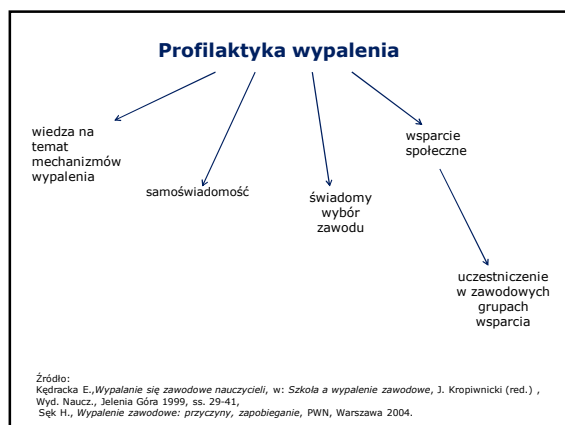 Profilaktyka wypalenia
wiedza na
temat
mechanizmów
wypalenia
samoświadomość
świadomy
wybór
zawodu
wsparcie
społeczne
uczestniczenie
w zawodowych
grupach
wsparcia
Źródło:
Kędracka E.,Wypalanie się zawodowe nauczycieli, w: Szkoła a wypalenie zawodowe, J. Kropiwnicki (red.) ,
Wyd. Naucz., Jelenia Góra 1999, ss. 29-41,
Sęk H., Wypalenie zawodowe: przyczyny, zapobieganie, PWN, Warszawa 2004.